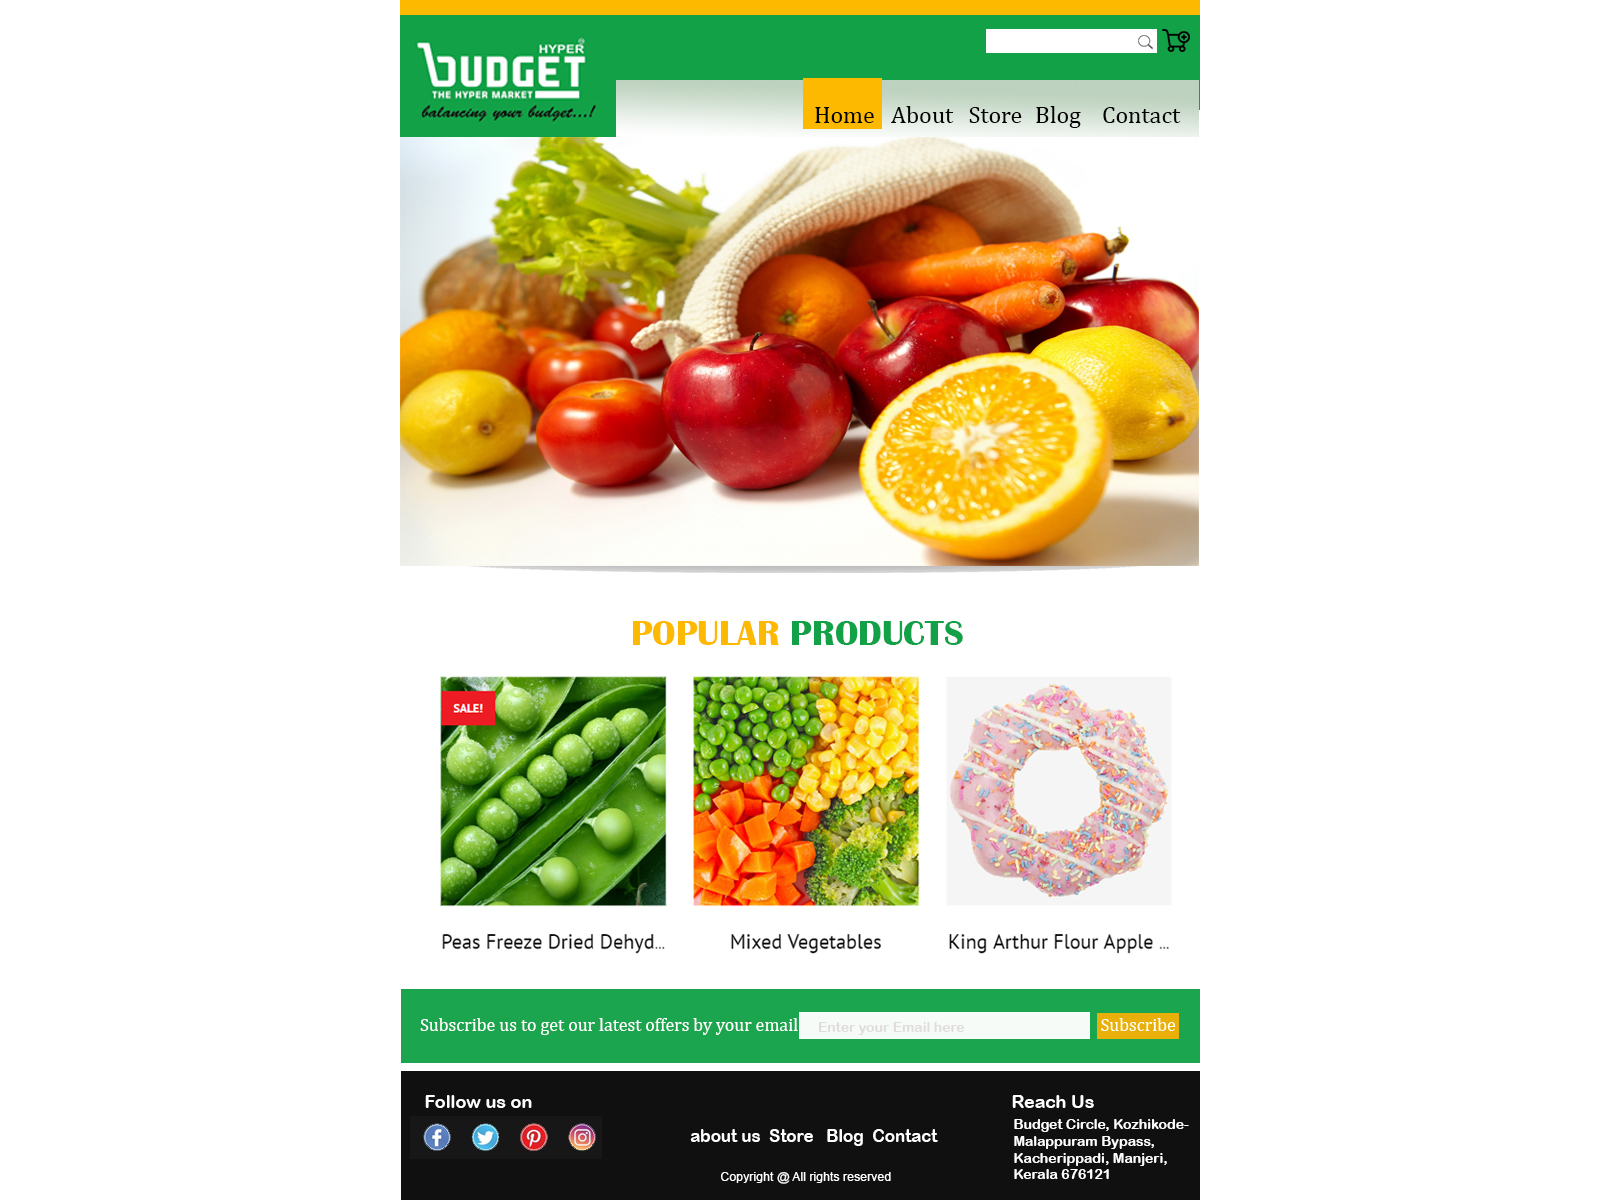 HYPER
BUDGET®
THE HYPER MARKET
balancing your budget...!
Home About Store Blog Contact
POPULAR PRODUCTS
SALE!
Peas Freeze Dried Dehyd...
Mixed Vegetables
King Arthur Flour Apple ...
Subscribe us to get our latest offers by your email
Enter your Email here
Subscribe
Follow us on
about us Store Blog Contact
Copyright @ All rights reserved
Reach Us
Budget Circle, Kozhikode-
Malappuram Bypass,
Kacherippadi, Manjeri,
Kerala 676121